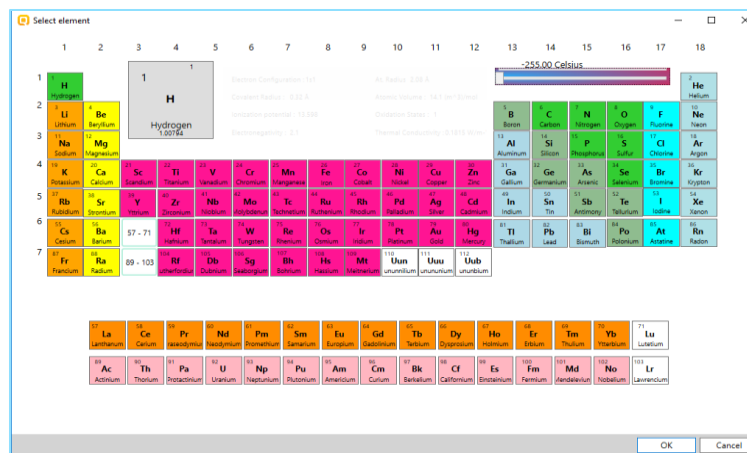 Select element
1 2 3 4 5 6 7 8 9 10 11 12 13 14 15 16 17 18
1 1
H
Hydrogen
1.00794
Electron Configuration : 1s1
-255.00 Celsius
1 1 H Hydrogen 2 He Helium
2 3 Li Lithium 4 Be Beryllium 5 B Boron 6 C Carbon 7 N Nitrogen 8 O Oxygen 9 F Fluorine 10 Ne Neon
3 11 Na Sodium 12 Mg Magnesium 13 Al Aluminum 14 Si Silicon 15 P Phosphorus 16 S Sulfur 17 Cl Chlorine 18 Ar Argon
4 19 K Potassium 20 Ca Calcium 21 Sc Scandium 22 Ti Titanium 23 V Vanadium 24 Cr Chromium 25 Mn Manganese 26 Fe Iron 27 Co Cobalt 28 Ni Nickel 29 Cu Copper 30 Zn Zinc 31 Ga Gallium 32 Ge Germanium 33 As Arsenic 34 Se Selenium 35 Br Bromine 36 Kr Krypton
5 37 Rb Rubidium 38 Sr Strontium 39 Y Yttrium 40 Zr Zirconium 41 Nb Niobium 42 Mo Molybdenum 43 Tc Technetium 44 Ru Ruthenium 45 Rh Rhodium 46 Pd Palladium 47 Ag Silver 48 Cd Cadmium 49 In Indium 50 Sn Tin 51 Sb Antimony 52 Te Tellurium 53 I Iodine 54 Xe Xenon
6 55 Cs Cesium 56 Ba Barium 57 - 71 72 Hf Hafnium 73 Ta Tantalum 74 W Tungsten 75 Re Rhenium 76 Os Osmium 77 Ir Iridium 78 Pt Platinum 79 Au Gold 80 Hg Mercury 81 Tl Thallium 82 Pb Lead 83 Bi Bismuth 84 Po Polonium 85 At Astatine 86 Rn Radon
7 87 Fr Francium 88 Ra Radium 89 - 103 104 Rf utherfordiu 105 Db Dubnium 106 Sg Seaborgium 107 Bh Bohrium 108 Hs Hassium 109 Mt Meitnerium 110 Uun ununnilium 111 Uuu unununium 112 Uub ununbium
57 La Lanthanum 58 Ce Cerium 59 Pr raseodymiu 60 Nd Neodymium 61 Pm Promethium 62 Sm Samarium 63 Eu Europium 64 Gd Gadolinium 65 Tb Terbium 66 Dy Dysprosium 67 Ho Holmium 68 Er Erbium 69 Tm Thulium 70 Yb Ytterbium 71 Lu Lutetium
89 Ac Actinium 90 Th Thorium 91 Pa Protactinium 92 U Uranium 93 Np Neptunium 94 Pu Plutonium 95 Am Americium 96 Cm Curium 97 Bk Berkelium 98 Cf Californium 99 Es Einsteinium 100 Fm Fermium 101 Md Mendeleviun 102 No Nobelium 103 Lr Lawrencium
OK Cancel